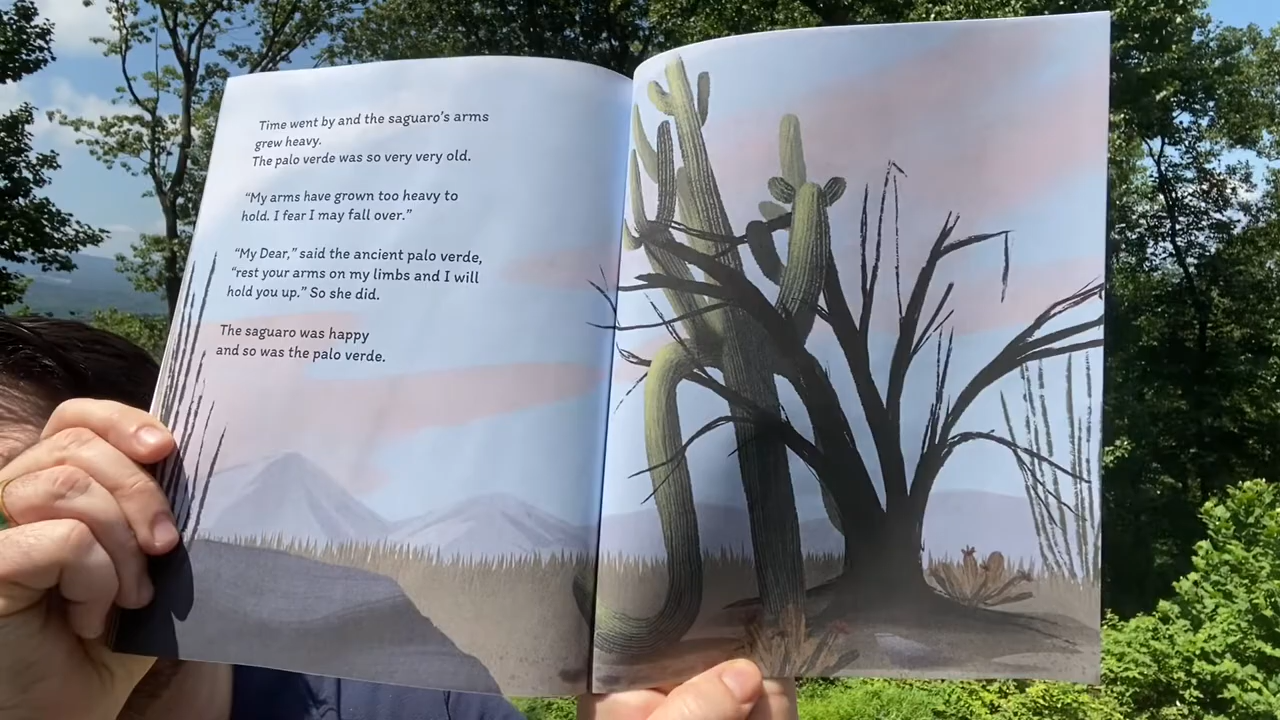 Time went by and the saguaro's arms
grew heavy.
The palo verde was so very very old.
"My arms have grown too heavy to
hold. I fear I may fall over."
"My Dear," said the ancient palo verde,
"rest your arms on my limbs and I will
hold you up." So she did.
The saguaro was happy
and so was the palo verde.